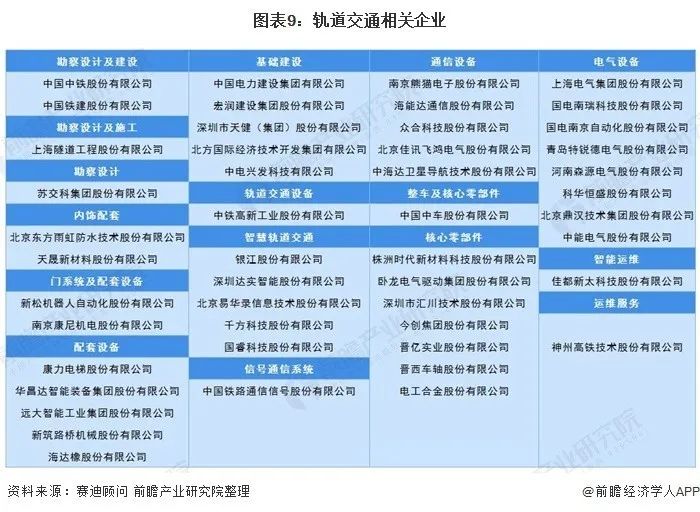 图表9：轨道交通相关企业
勘察设计及建设
中国中铁股份有限公司
中国铁建股份有限公司
勘察设计及施工
上海隧道工程股份有限公司
勘察设计
苏交科集团股份有限公司
内饰配套
北京东方雨虹防水技术股份有限公司
天晟新材料股份有限公司
门系统及配套设备
新松机器人自动化股份有限公司
南京康尼机电股份有限公司
配套设备
康力电梯股份有限公司
华昌达智能装备集团股份有限公司
远大智能工业集团股份有限公司
新筑路桥机械股份有限公司
海达橡股份有限公司
基础建设
中国电力建设集团有限公司
宏润建设集团股份有限公司
深圳市天健（集团）股份有限公司
北方国际经济技术开发集团有限公司
中电兴发科技有限公司
轨道交通设备
中铁高新工业股份有限公司
智慧轨道交通
银江股份有限公司
深圳达实智能股份有限公司
北京易华录信息技术股份有限公司
千方科技股份有限公司
国睿科技股份有限公司
信号通信系统
中国铁路通信信号股份有限公司
通信设备
南京熊猫电子股份有限公司
海能达通信股份有限公司
众合科技股份有限公司
北京佳讯飞鸿电气股份有限公司
中海达卫星导航技术股份有限公司
整车及核心零部件
中国中车股份有限公司
核心零部件
株洲时代新材料科技股份有限公司
卧龙电气驱动集团股份有限公司
深圳市汇川技术股份有限公司
今创集团股份有限公司
晋亿实业股份有限公司
晋西车轴股份有限公司
电工合金股份有限公司
电气设备
上海电气集团股份有限公司
国电南瑞科技股份有限公司
国电南京自动化股份有限公司
青岛特锐德电气股份有限公司
河南森源电气股份有限公司
科华恒盛股份有限公司
北京鼎汉技术集团股份有限公司
中能电气股份有限公司
智能运维
佳都新太科技股份有限公司
运维服务
神州高铁技术股份有限公司
资料来源：赛迪顾问 前瞻产业研究院整理
@前瞻经济学人APP